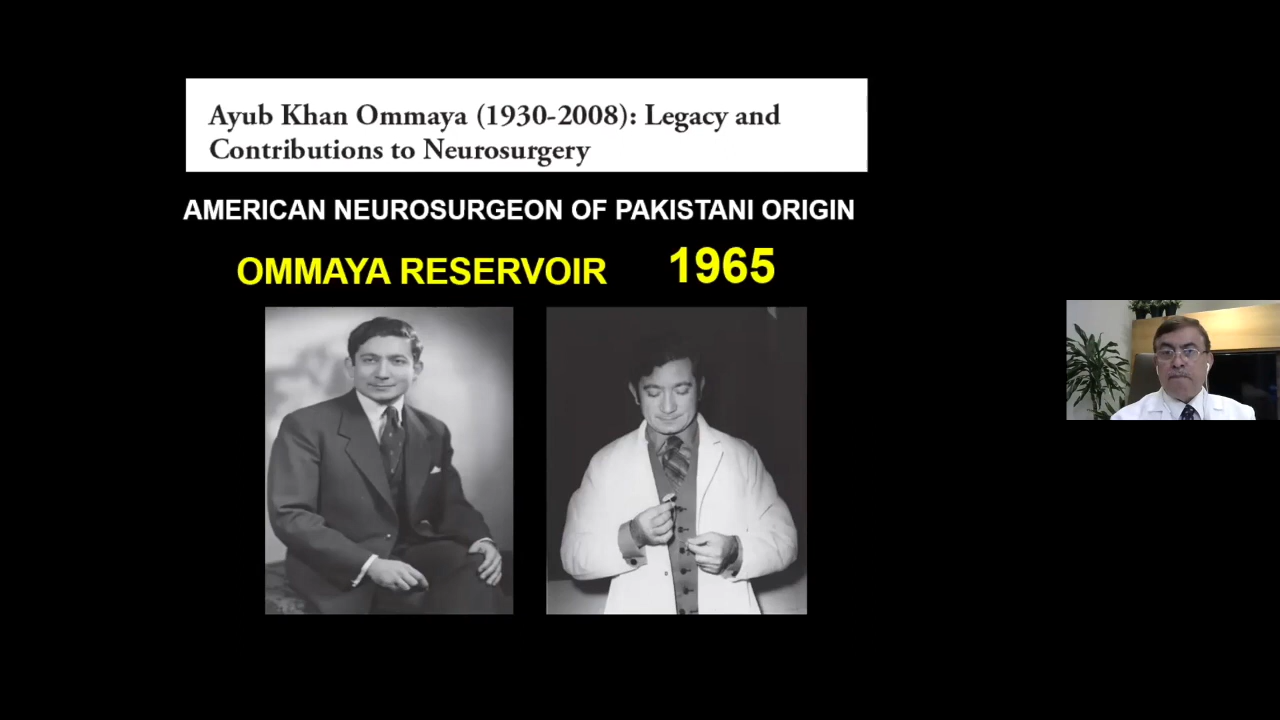 Ayub Khan Ommaya (1930-2008): Legacy and
Contributions to Neurosurgery
AMERICAN NEUROSURGEON OF PAKISTANI ORIGIN
OMMAYA RESERVOIR 1965